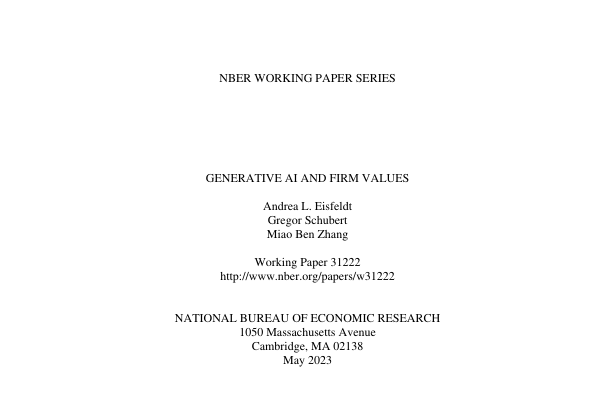 NBER WORKING PAPER SERIES
GENERATIVE AI AND FIRM VALUES
Andrea L. Eisfeldt
Gregor Schubert
Miao Ben Zhang
Working Paper 31222
http://www.nber.org/papers/w31222
NATIONAL BUREAU OF ECONOMIC RESEARCH
1050 Massachusetts Avenue
Cambridge, MA 02138
May 2023